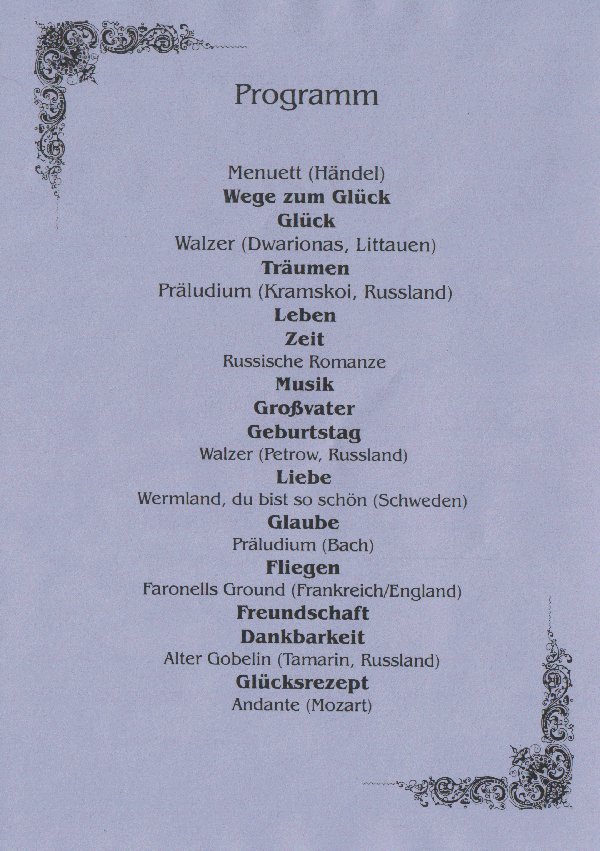 Programm
Menuett (Händel)
Wege zum Glück
Glück
Walzer (Dwarionas, Littauen)
Träumen
Präludium (Kramskoi, Russland)
Leben
Zeit
Russische Romanze
Musik
Großvater
Geburtstag
Walzer (Petrow, Russland)
Liebe
Wermland, du bist so schön (Schweden)
Glaube
Präludium (Bach)
Fliegen
Faronells Ground (Frankreich/England)
Freundschaft
Dankbarkeit
Alter Gobelin (Tamarin, Russland)
Glücksrezept
Andante (Mozart)